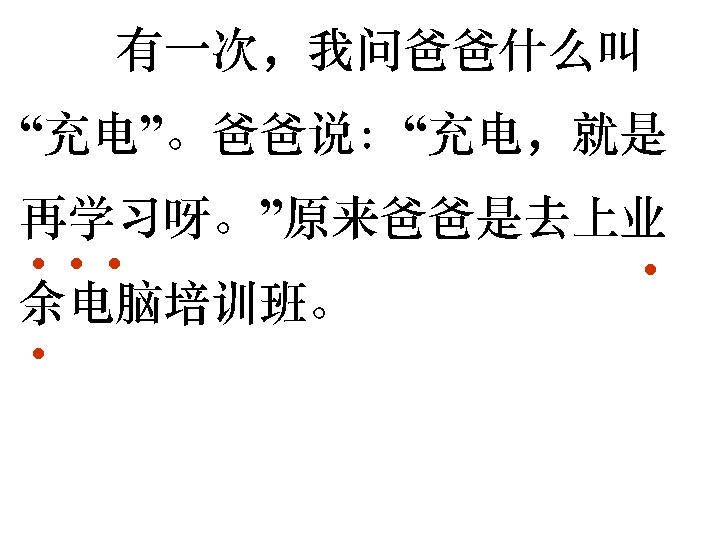 有一次，我问爸爸什么叫
“充电”。爸爸说：“充电，就是
再学习呀。”原来爸爸是去上业
余电脑培训班。